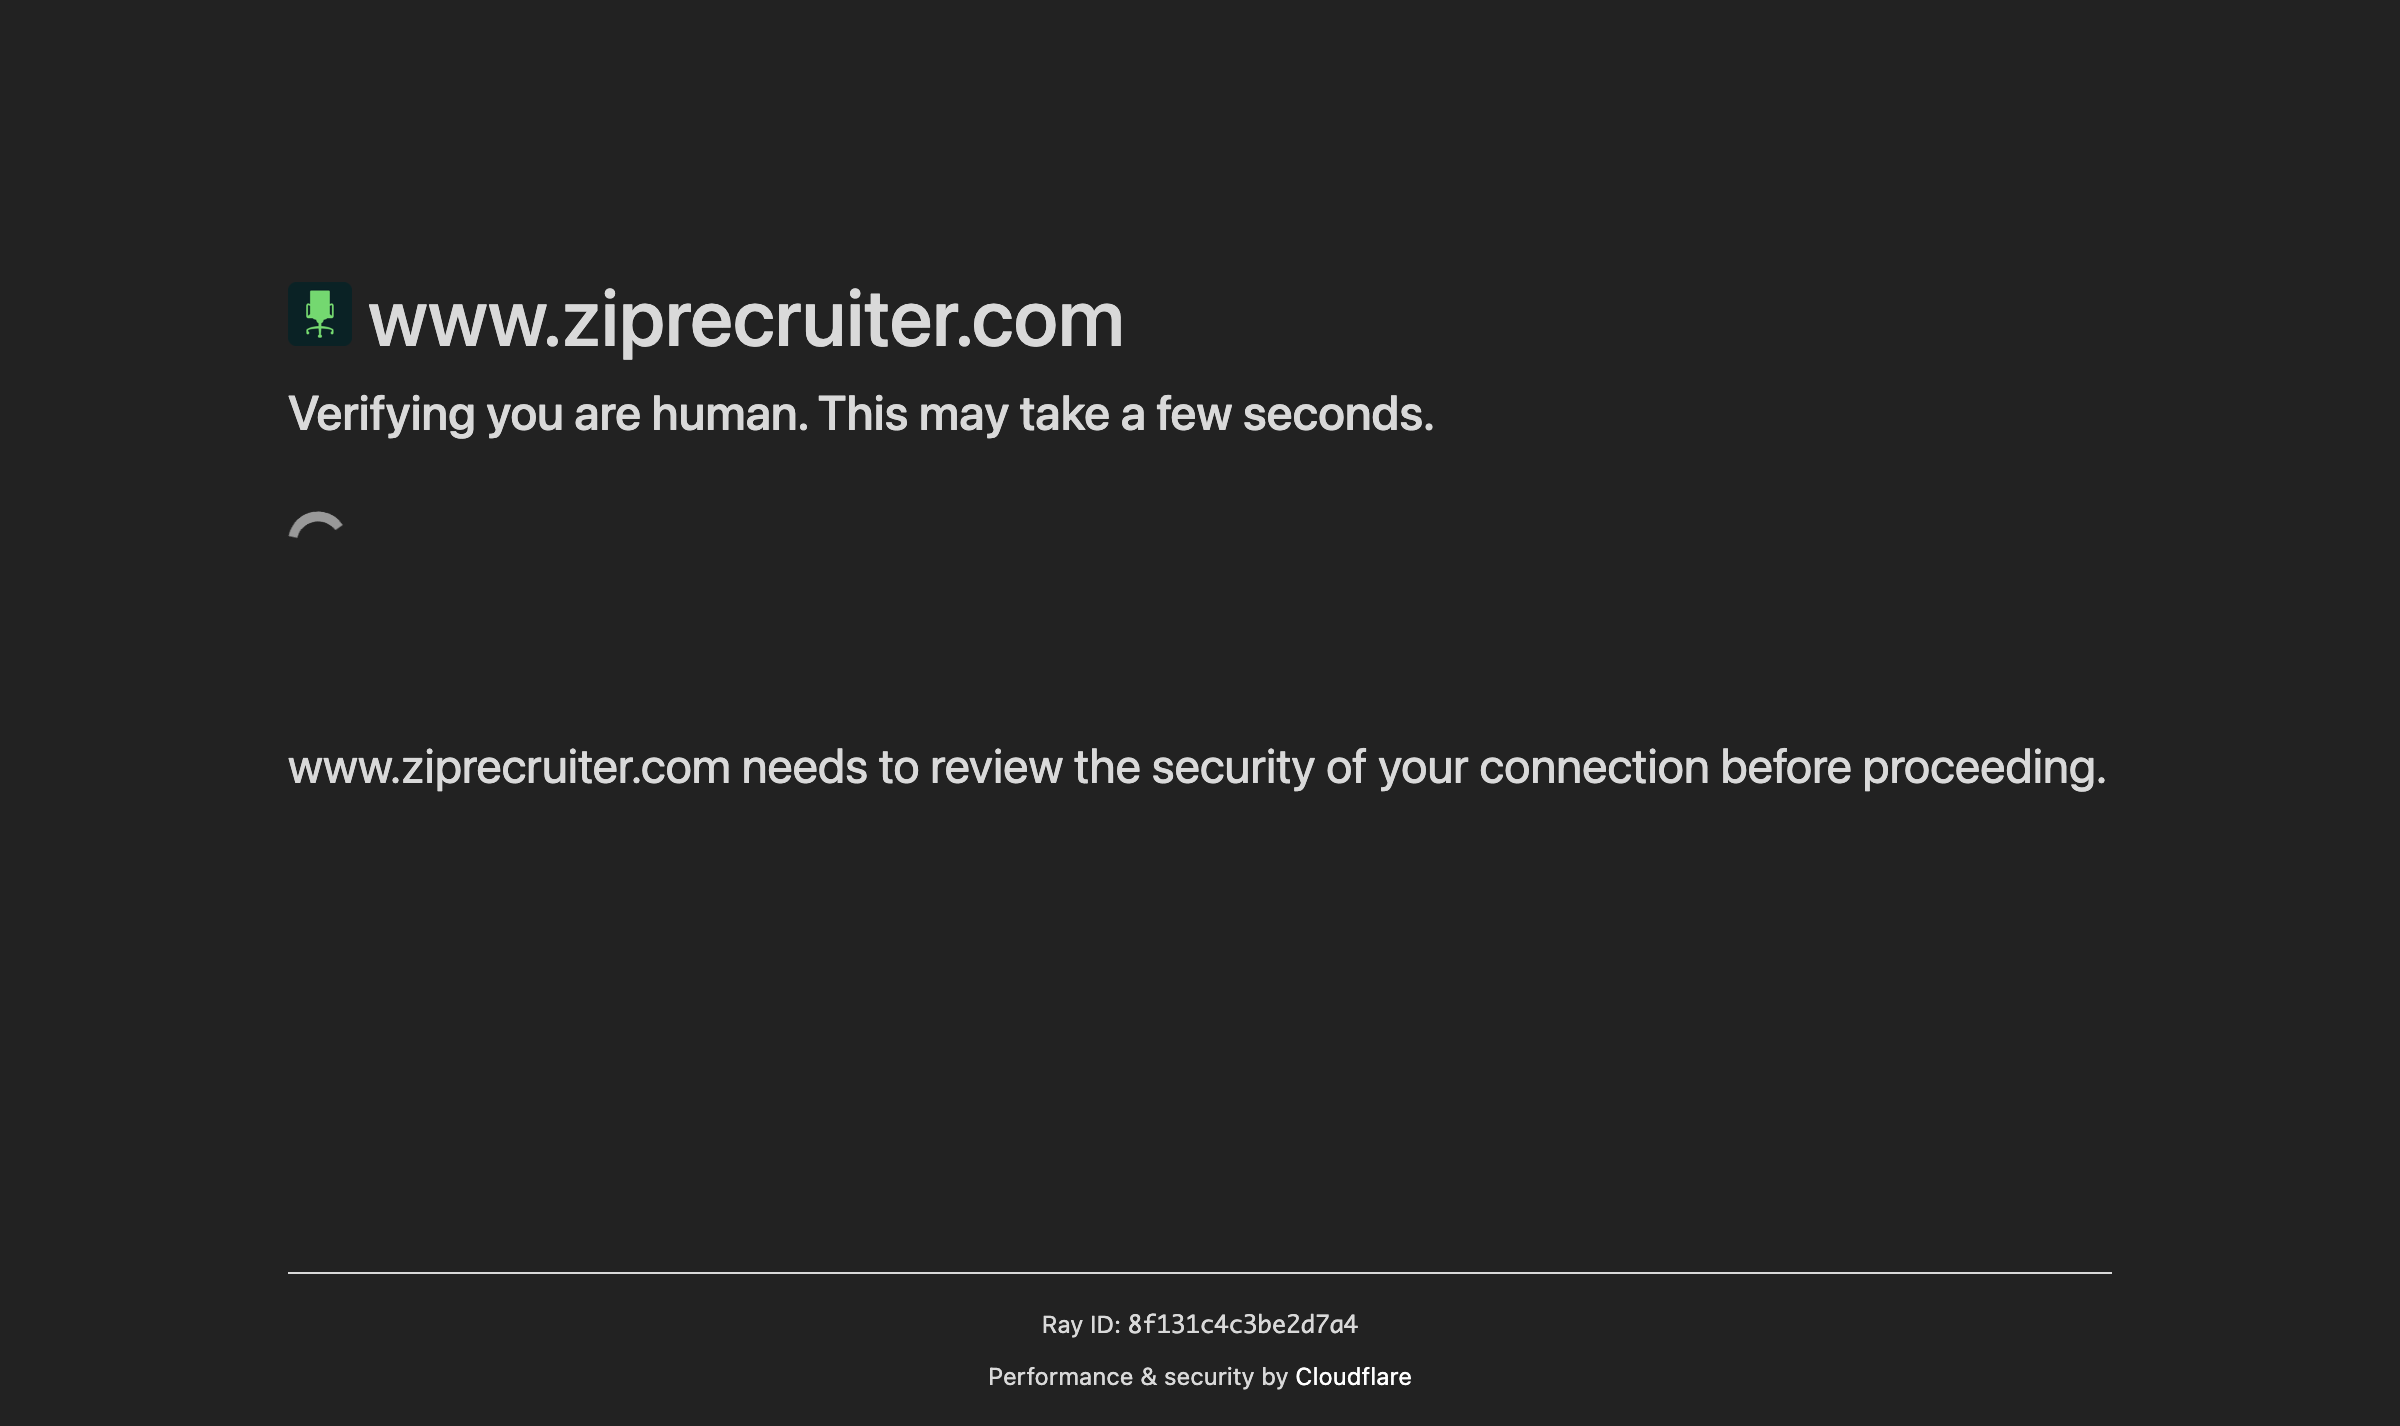 www.ziprecruiter.com
Verifying you are human. This may take a few seconds.
www.ziprecruiter.com needs to review the security of your connection before proceeding.
Ray ID: 8f131c4c3be2d7a4
Performance & security by Cloudflare